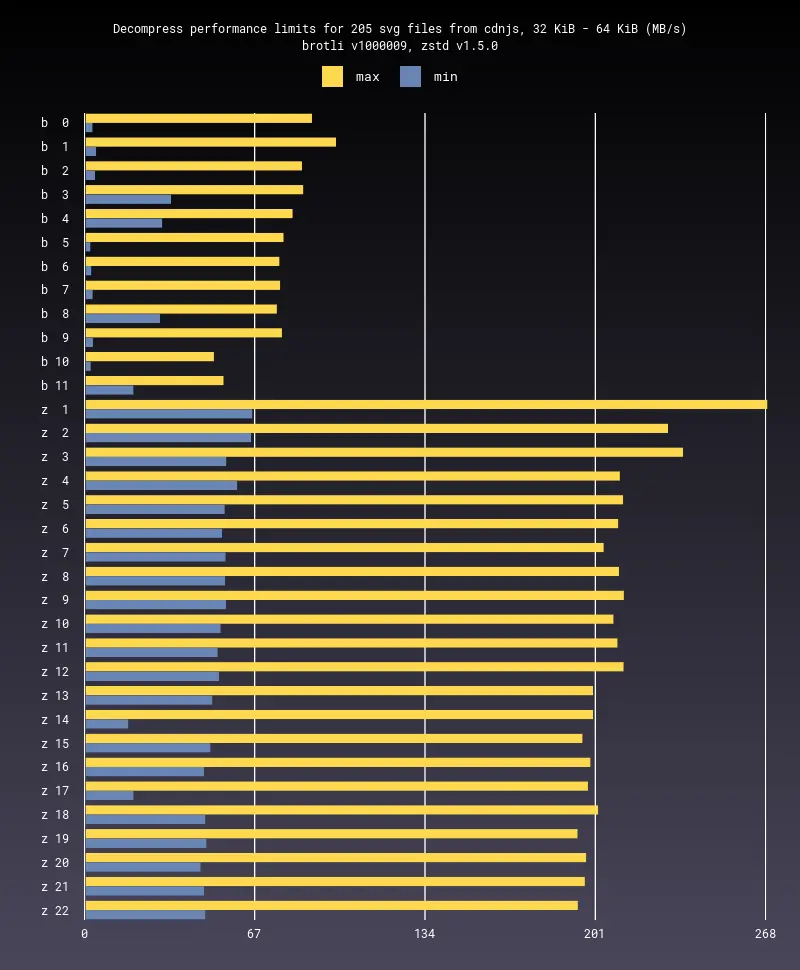 Decompress performance limits for 205 svg files from cdnjs, 32 KiB - 64 KiB (MB/s)
brotli v1000009, zstd v1.5.0
max min
b 0
b 1
b 2
b 3
b 4
b 5
b 6
b 7
b 8
b 9
b 10
b 11
z 1
z 2
z 3
z 4
z 5
z 6
z 7
z 8
z 9
z 10
z 11
z 12
z 13
z 14
z 15
z 16
z 17
z 18
z 19
z 20
z 21
z 22
0 67 134 201 268